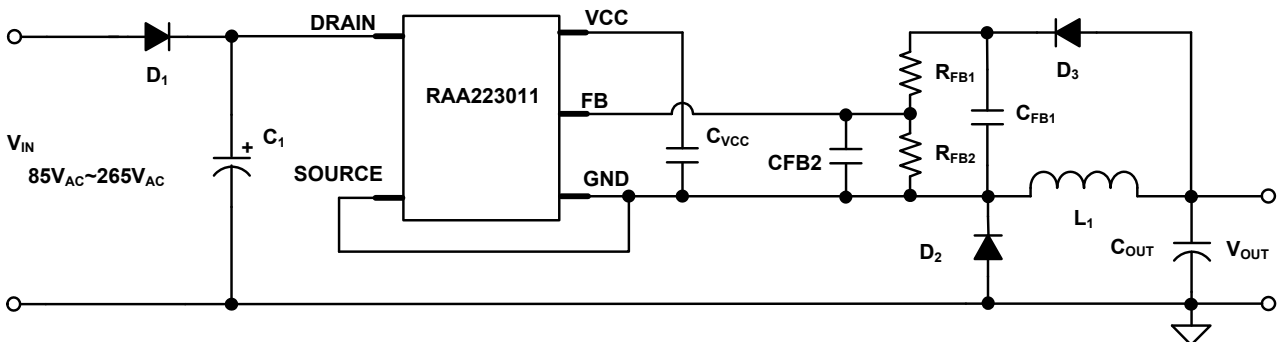 DRAIN
VCC
D1
RAA223011
RFB1
D3
FB
CFB1
VIN
C1
+
CVCC
CFB2
RFB2
85VAC~265VAC
SOURCE
GND
L1
D2
COUT
VOUT